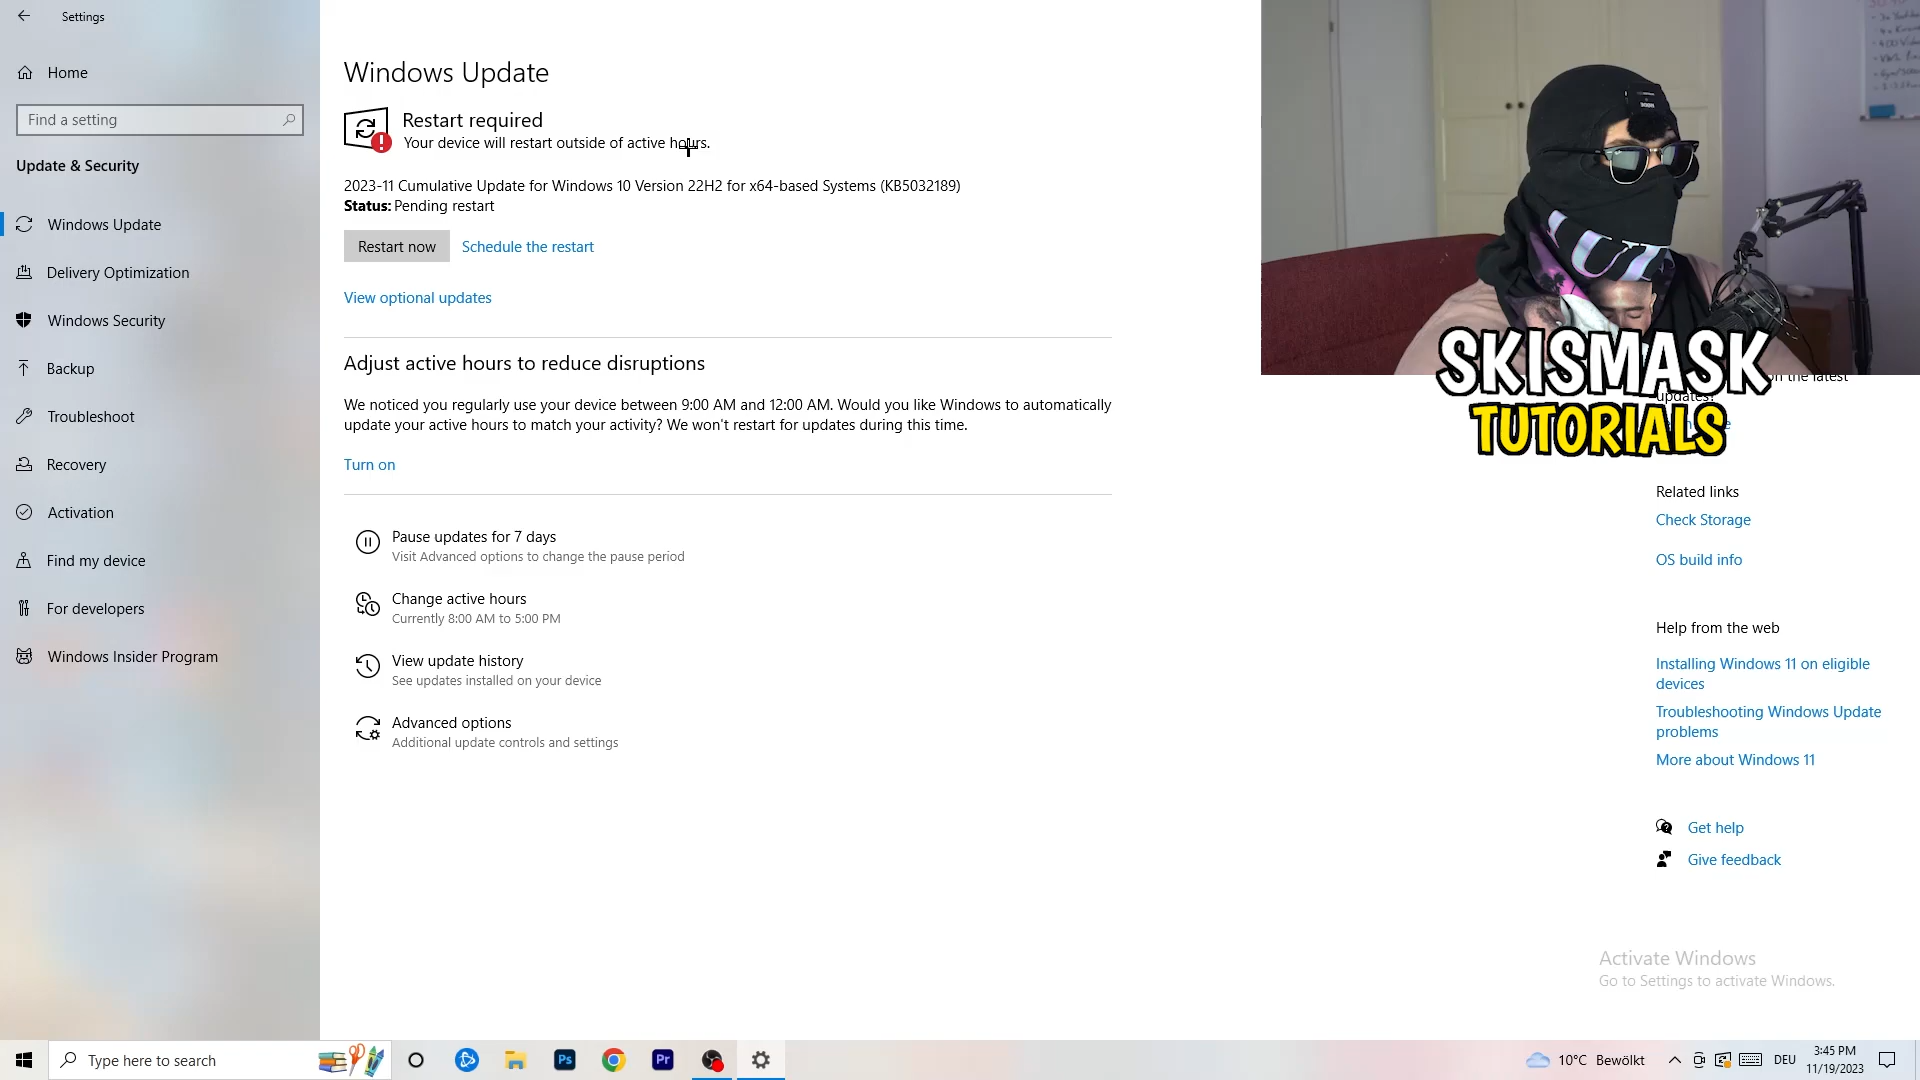 Settings
Home
Find a setting
Update & Security
Windows Update
Delivery Optimization
Windows Security
Backup
Troubleshoot
Recovery
Activation
Find my device
For developers
Windows Insider Program
Windows Update
Restart required
Your device will restart outside of active hours.
2023-11 Cumulative Update for Windows 10 Version 22H2 for x64-based Systems (KB5032189)
Status: Pending restart
Restart now
Schedule the restart
View optional updates
Adjust active hours to reduce disruptions
We noticed you regularly use your device between 9:00 AM and 12:00 AM. Would you like Windows to automatically
update your active hours to match your activity? We won't restart for updates during this time.
Turn on
Pause updates for 7 days
Visit Advanced options to change the pause period
Change active hours
Currently 8:00 AM to 5:00 PM
View update history
See updates installed on your device
Advanced options
Additional update controls and settings
SKISMASK
TUTORIALS
on the latest
updates?
Related links
Check Storage
OS build info
Help from the web
Installing Windows 11 on eligible
devices
Troubleshooting Windows Update
problems
More about Windows 11
Get help
Give feedback
Activate Windows
Go to Settings to activate Windows.
Type here to search
Ps
Pr
10°C Bewölkt
DEU
3:45 PM
11/19/2023